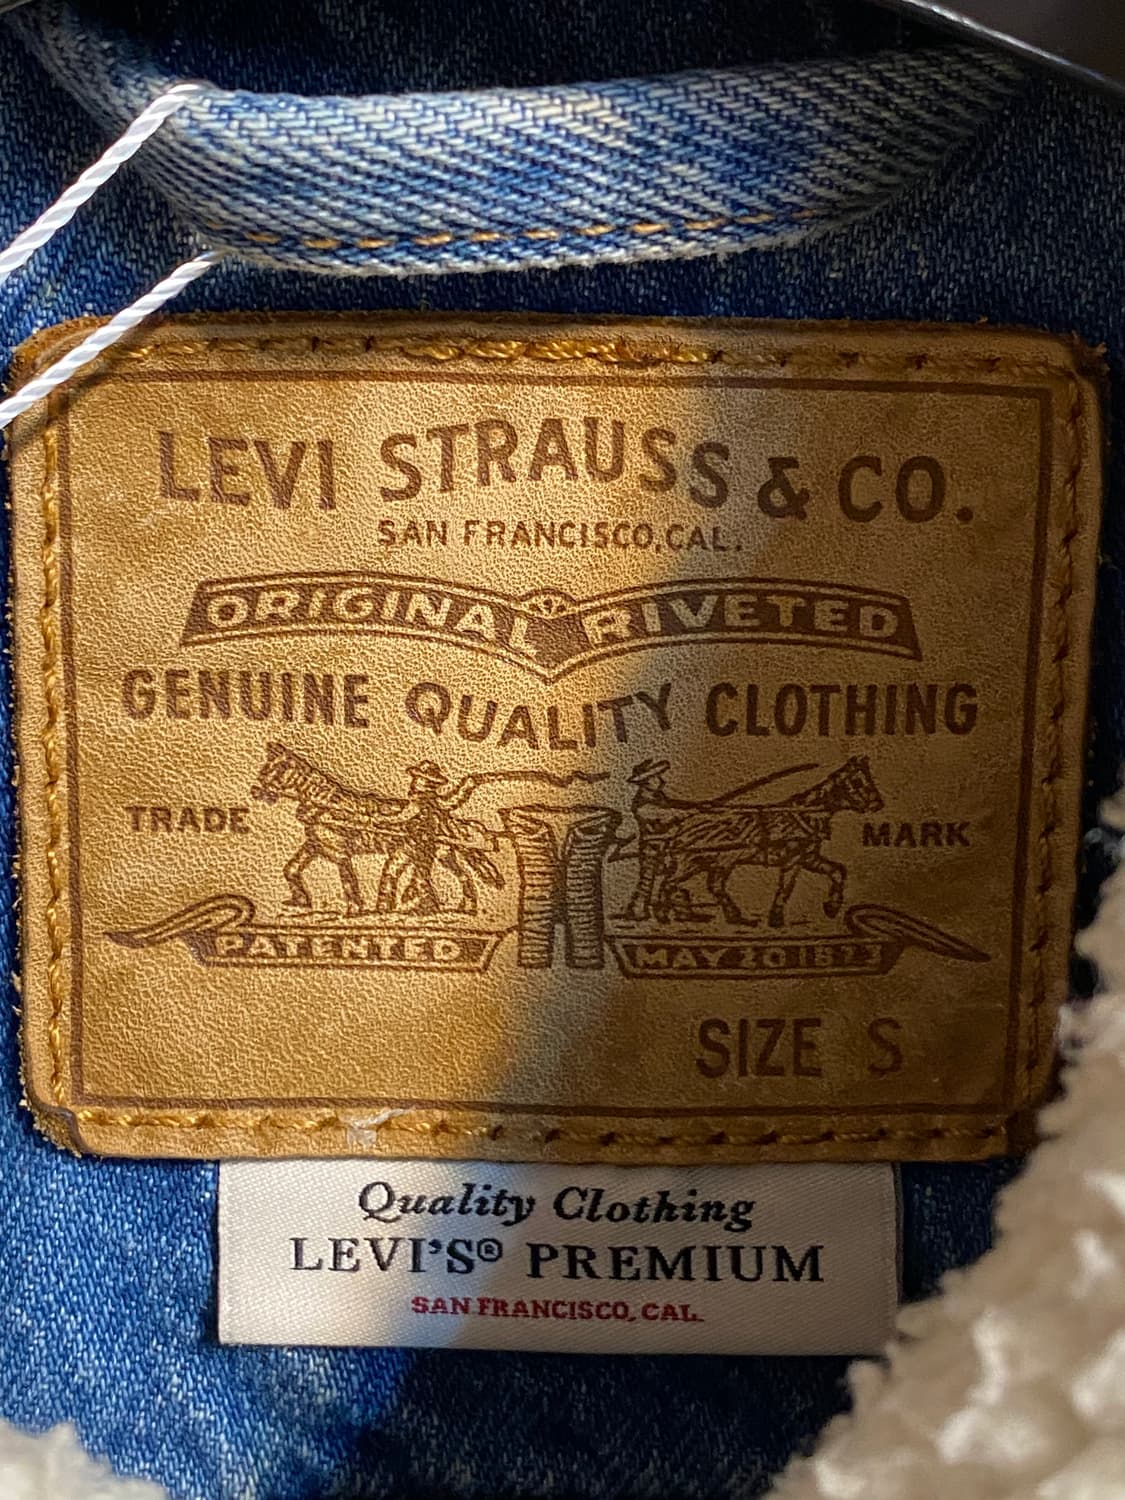 LEVI STRAUSS & CO.
SAN FRANCISCO, CAL.
ORIGINAL RIVETED
GENUINE QUALITY CLOTHING
TRADE MARK
PATENTED MAY 20 1873
SIZE S
Quality Clothing
LEVI'S® PREMIUM
SAN FRANCISCO, CAL.